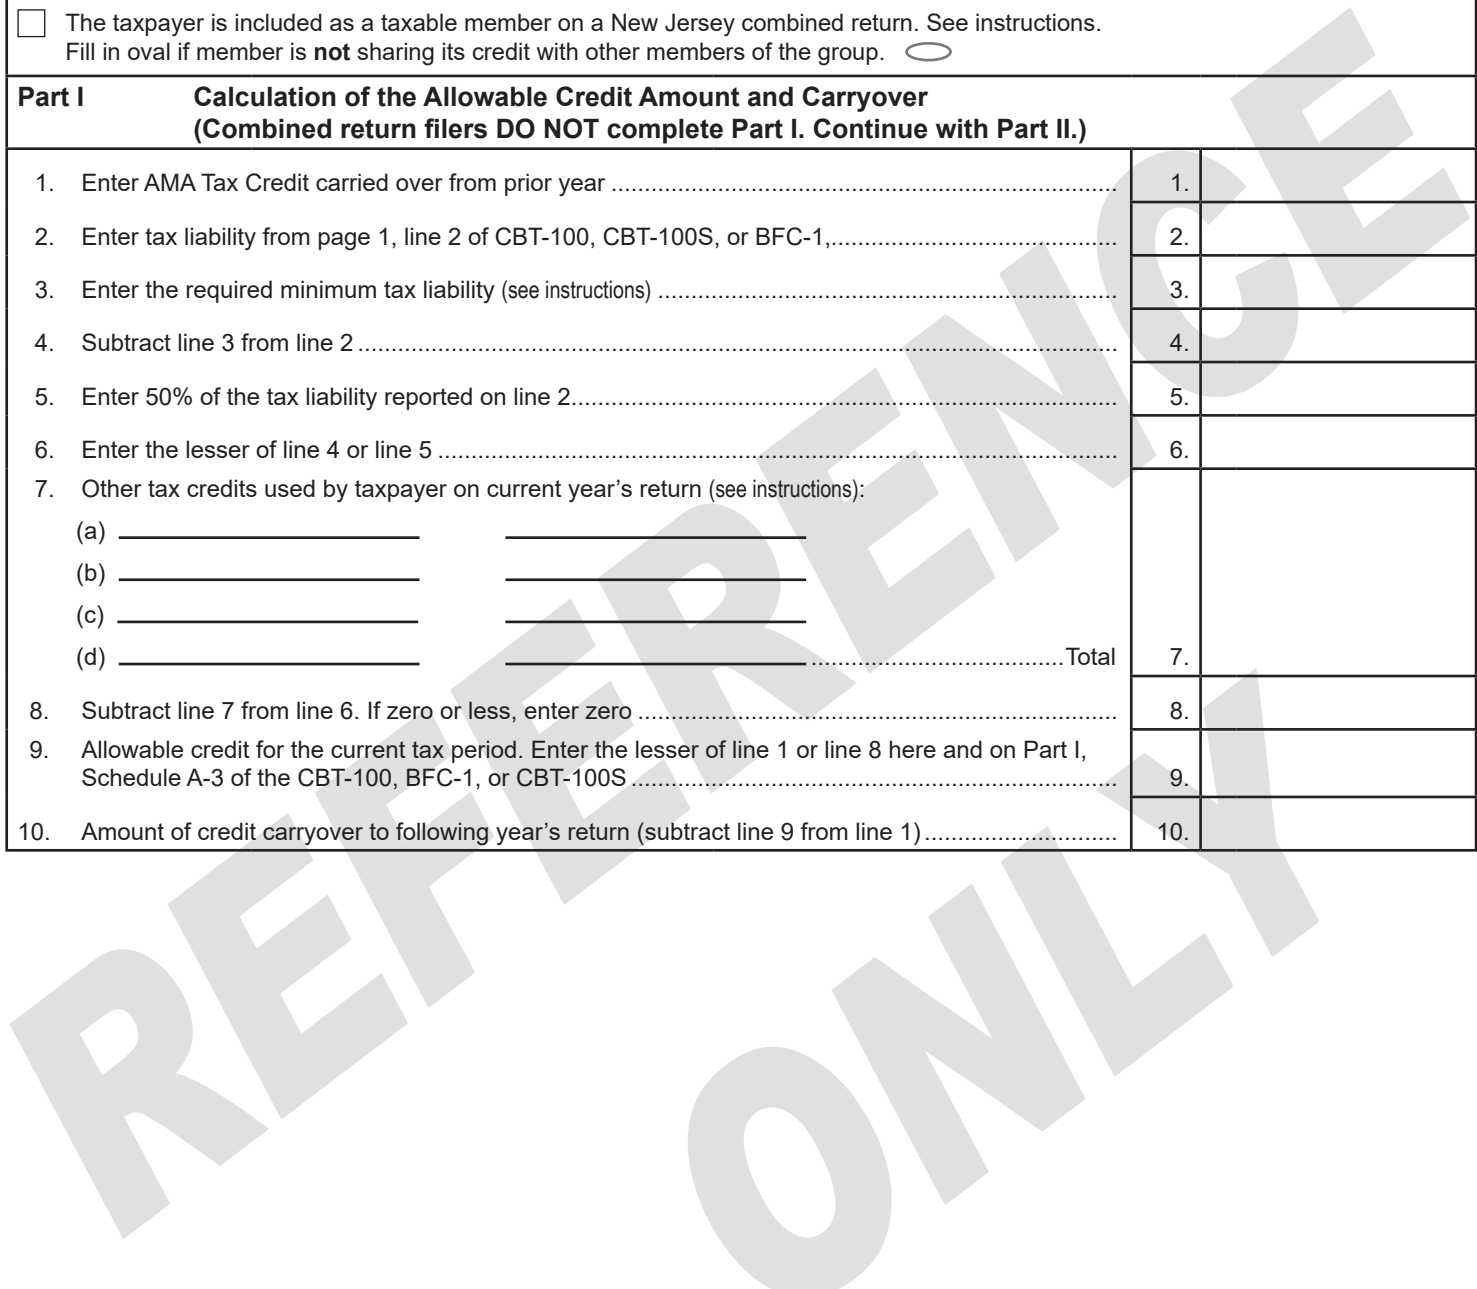 The taxpayer is included as a taxable member on a New Jersey combined return. See instructions.
Fill in oval if member is not sharing its credit with other members of the group.
Part I Calculation of the Allowable Credit Amount and Carryover
(Combined return filers DO NOT complete Part I. Continue with Part II.)
1. Enter AMA Tax Credit carried over from prior year ........ 1.
2. Enter tax liability from page 1, line 2 of CBT-100, CBT-100S, or BFC-1,........ 2.
3. Enter the required minimum tax liability (see instructions) ........ 3.
4. Subtract line 3 from line 2 ........ 4.
5. Enter 50% of the tax liability reported on line 2........ 5.
6. Enter the lesser of line 4 or line 5 ........ 6.
7. Other tax credits used by taxpayer on current year’s return (see instructions):
(a)
(b)
(c)
(d) ........Total 7.
8. Subtract line 7 from line 6. If zero or less, enter zero ........ 8.
9. Allowable credit for the current tax period. Enter the lesser of line 1 or line 8 here and on Part I,
Schedule A-3 of the CBT-100, BFC-1, or CBT-100S ........ 9.
10. Amount of credit carryover to following year’s return (subtract line 9 from line 1)........ 10.
REFERENCE
ONLY